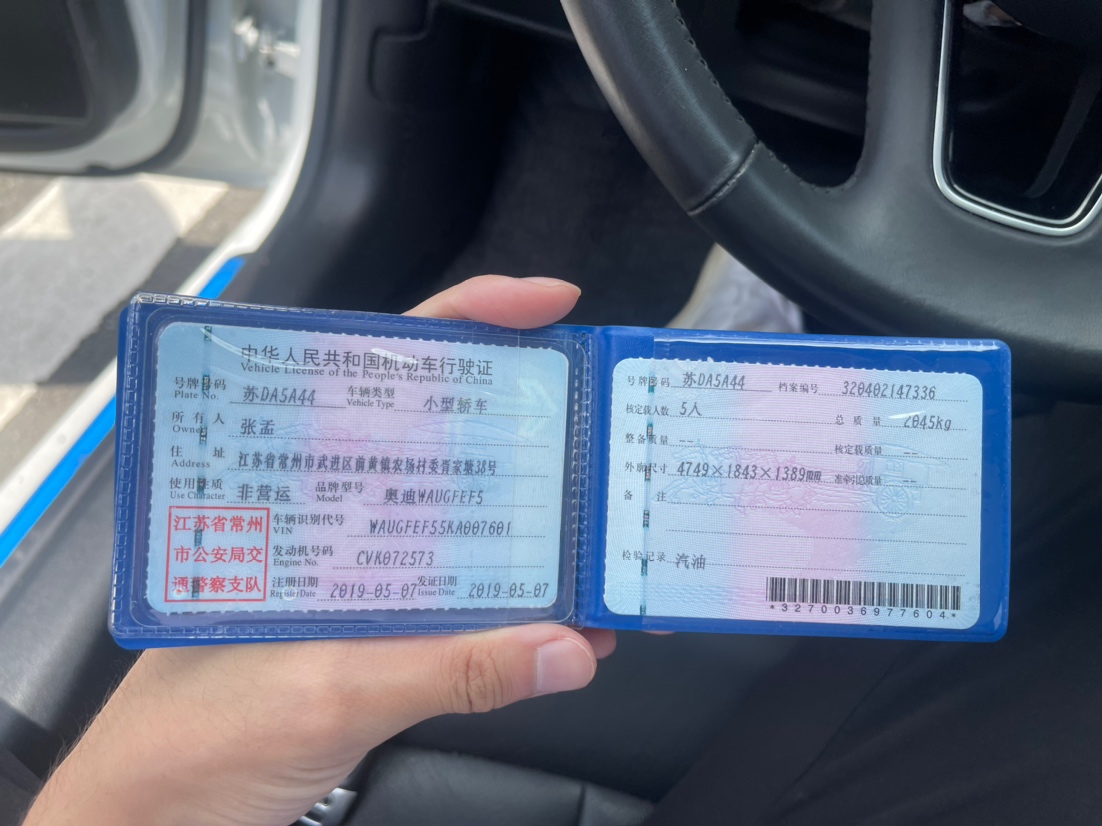 中华人民共和国机动车行驶证
Vehicle License of the People's Republic of China
号牌号码 苏DA5A44 车辆类型 小型轿车
Plate No. Vehicle Type
所有人 张孟
Owner
住址 江苏省常州市武进区前黄镇农场村委胥家塘38号
Address
使用性质 非营运 品牌型号 奥迪WAUGFEF5
Use Character Model
江苏省常州
市公安局交
通警察支队
车辆识别代号 WAUGFEF55KA007601
VIN
发动机号码 CVK072573
Engine No.
注册日期 2019-05-07 发证日期 2019-05-07
Register Date Issue Date
号牌号码 苏DA5A44 档案编号 320402147336
核定载人数 5人 总质量 2045kg
整备质量 -- 核定载质量 --
外廓尺寸 4749×1843×1389mm 准牵引总质量 --
备注
检验记录 汽油
*3270036977604*